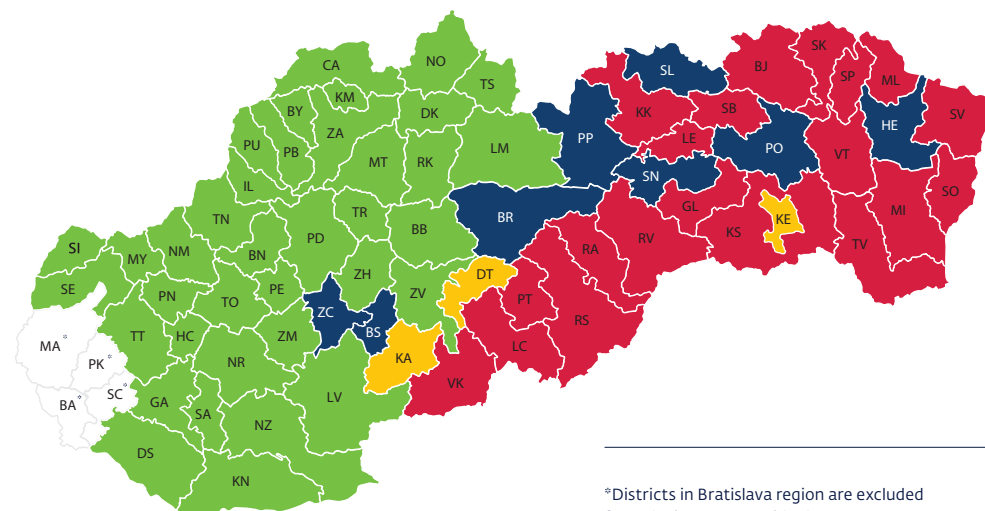 NO
CA
TS
KM
BY
DK
ZA
PU
PB
MT
RK
LM
IL
TN
TR
BB
PD
SI
MY
NM
BN
ZH
SE
PN
TO
PE
ZV
ZC
BS
TT
HC
ZM
NR
MA*
PK*
SC*
BA*
GA
SA
NZ
LV
DS
KN
KA
DT
VK
BR
PP
SL
SK
BJ
SP
ML
SV
KK
SB
HE
LE
PO
VT
SN
GL
SO
MI
KE
KS
RV
RA
TV
PT
RS
LC
*Districts in Bratislava region are excluded